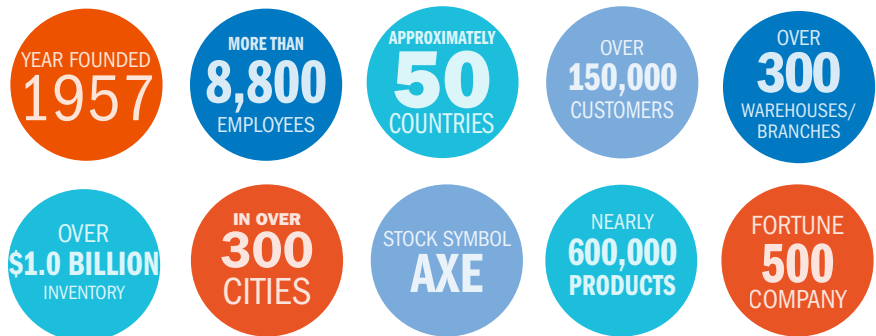 YEAR FOUNDED
1957
MORE THAN
8,800
EMPLOYEES
APPROXIMATELY
50
COUNTRIES
OVER
150,000
CUSTOMERS
OVER
300
WAREHOUSES/
BRANCHES
OVER
$1.0 BILLION
INVENTORY
IN OVER
300
CITIES
STOCK SYMBOL
AXE
NEARLY
600,000
PRODUCTS
FORTUNE
500
COMPANY